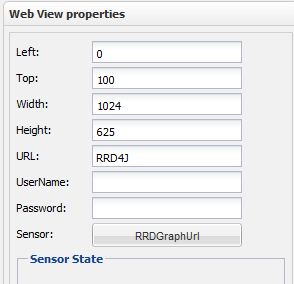 Web View properties
Left: 0
Top: 100
Width: 1024
Height: 625
URL: RRD4J
UserName:
Password:
Sensor: RRDGraphUrl
Sensor State